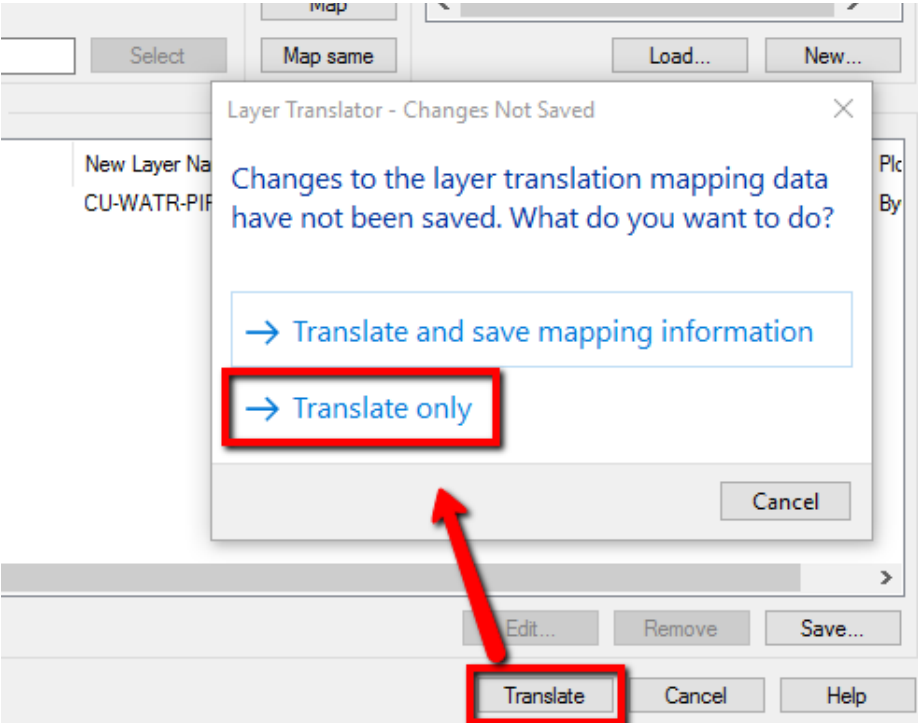 Map
Select
Map same
Load...
New...
Layer Translator - Changes Not Saved
New Layer Na
Plo
Changes to the layer translation mapping data
CU-WATR-PIF
By
have not been saved. What do you want to do?
→ Translate and save mapping information
→ Translate only
Cancel
Edit...
Remove
Save...
Translate
Cancel
Help